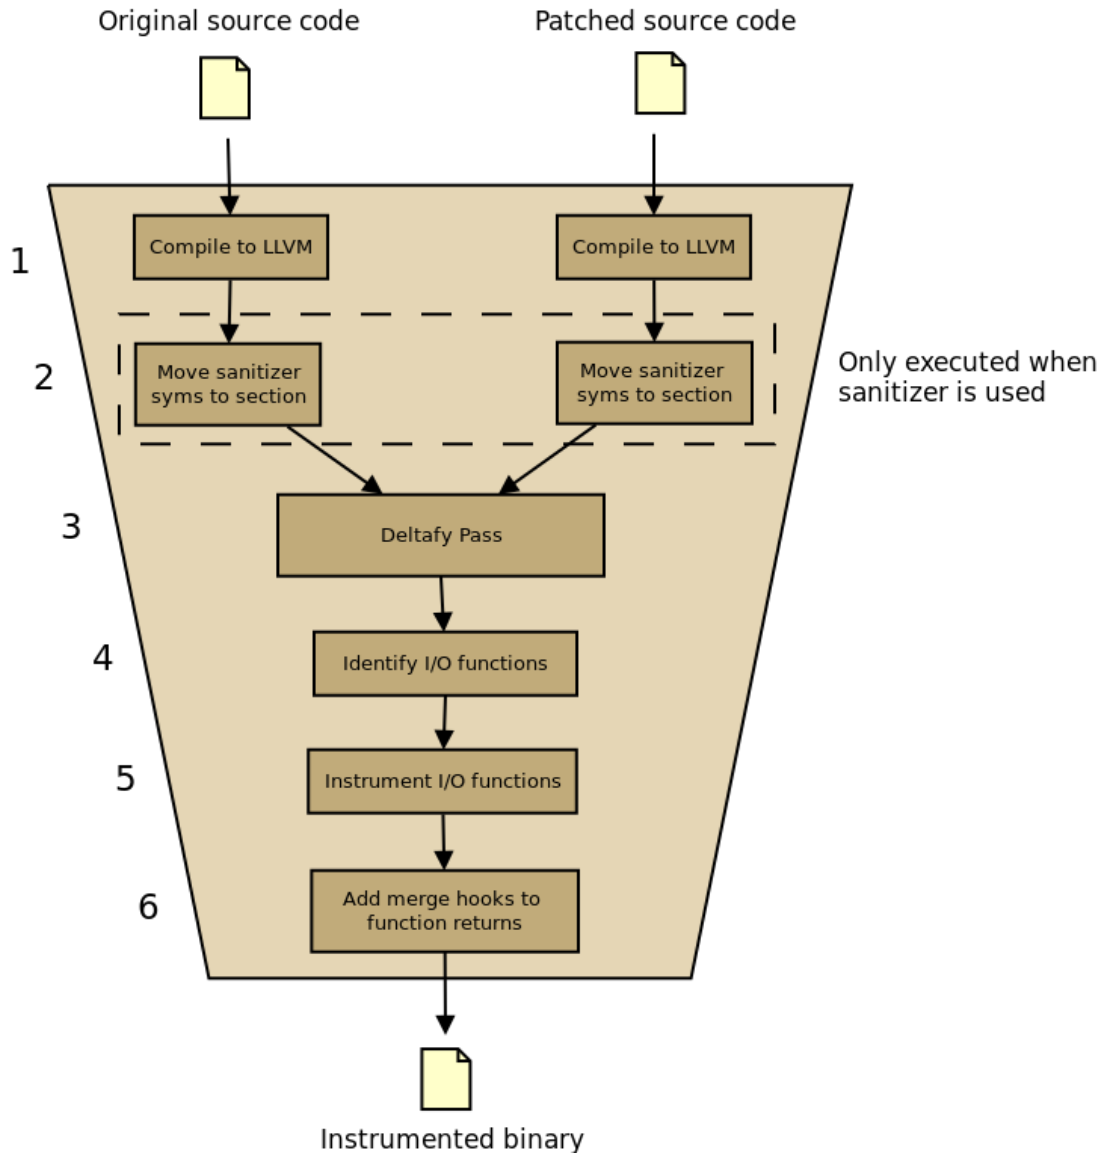 Original source code
Patched source code
1
Compile to LLVM
Compile to LLVM
2
Move sanitizer
syms to section
Move sanitizer
syms to section
Only executed when
sanitizer is used
3
Deltafy Pass
4
Identify I/O functions
5
Instrument I/O functions
6
Add merge hooks to
function returns
Instrumented binary